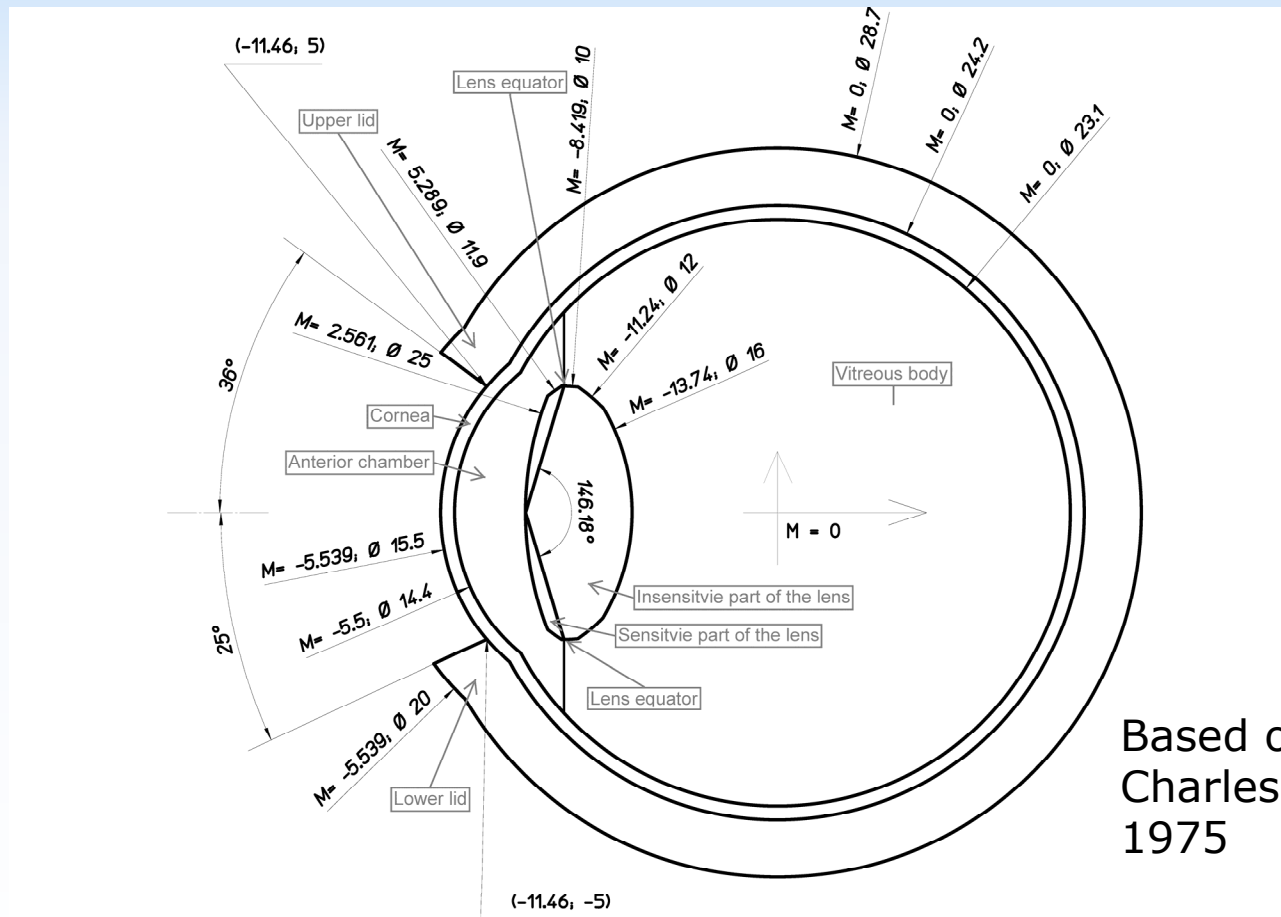 (-11.46; 5)
Lens equator
Upper lid
M= -8.419; Ø 10
M= 0; Ø 28.7
M= 0; Ø 24.2
M= 0; Ø 23.1
M= 5.289; Ø 11.9
M= -11.24; Ø 12
M= 2.561; Ø 25
M= -13.74; Ø 16
36°
Vitreous body
Cornea
Anterior chamber
146.18°
M = 0
M= -5.539; Ø 15.5
Insensitvie part of the lens
M= -5.5; Ø 14.4
Sensitvie part of the lens
25°
Lens equator
M= -5.539; Ø 20
Lower lid
Based o
Charles
1975
(-11.46; -5)